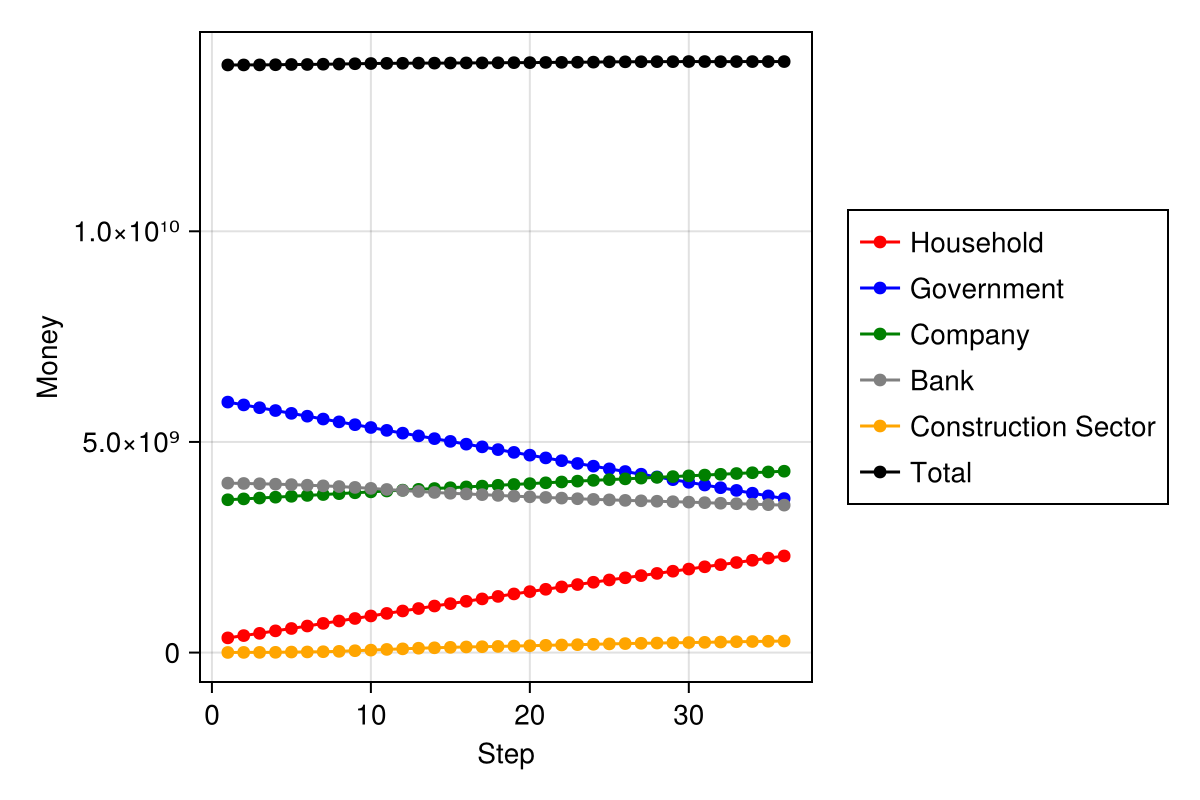 1.0×10¹⁰
5.0×10⁹
0
Money
0 10 20 30
Step
Household
Government
Company
Bank
Construction Sector
Total